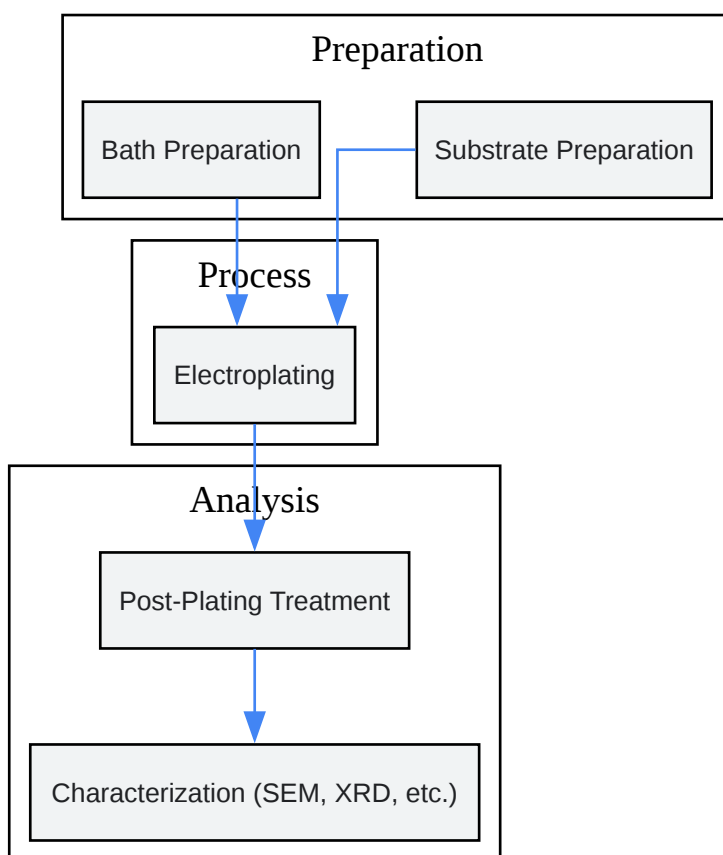 Preparation
Bath Preparation
Substrate Preparation
Process
Electroplating
Analysis
Post-Plating Treatment
Characterization (SEM, XRD, etc.)